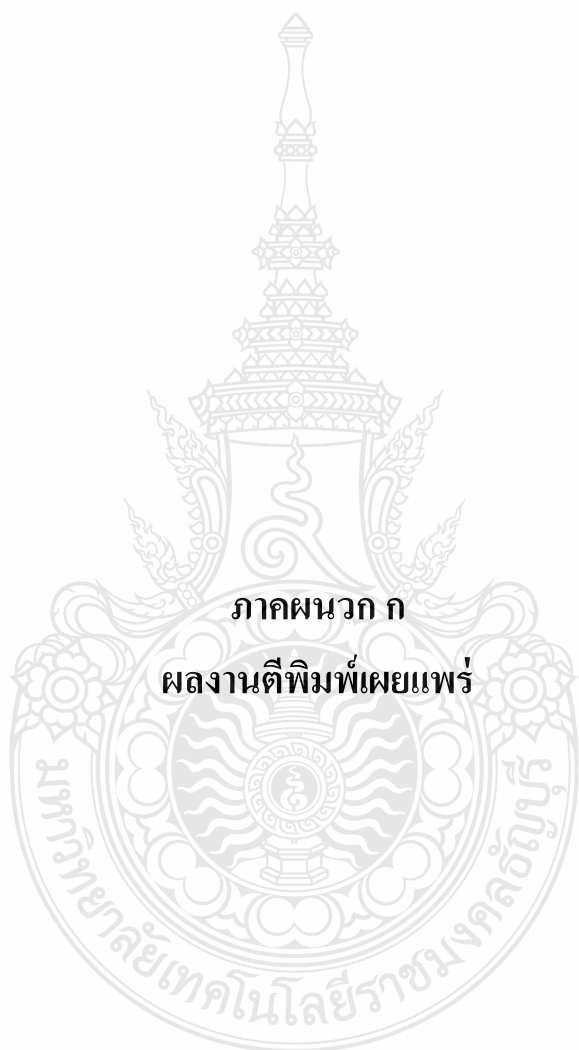 ภาคผนวก ก
ผลงานตีพิมพ์เผยแพร่
มหาวิทยาลัยเทคโนโลยีราชมงคลธัญบุรี